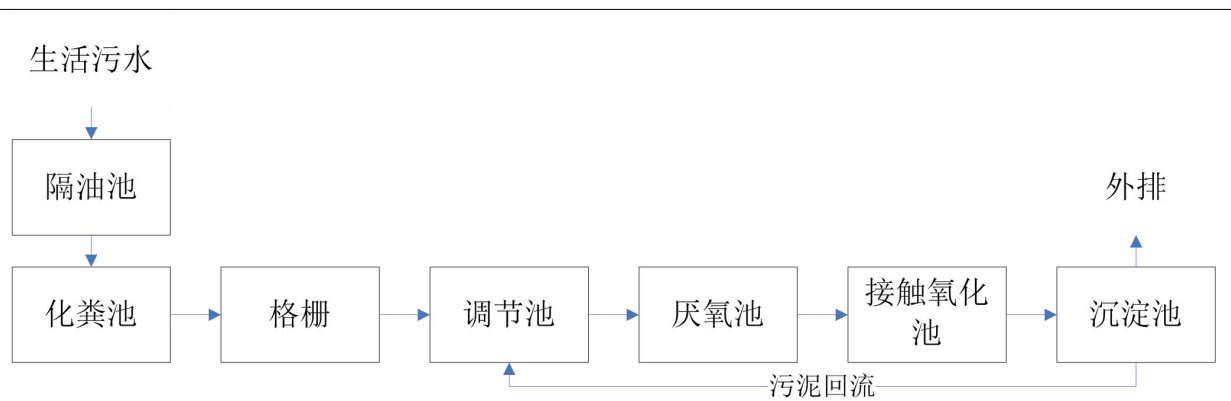 生活污水
隔油池
外排
化粪池
格栅
调节池
厌氧池
接触氧化
池
沉淀池
污泥回流